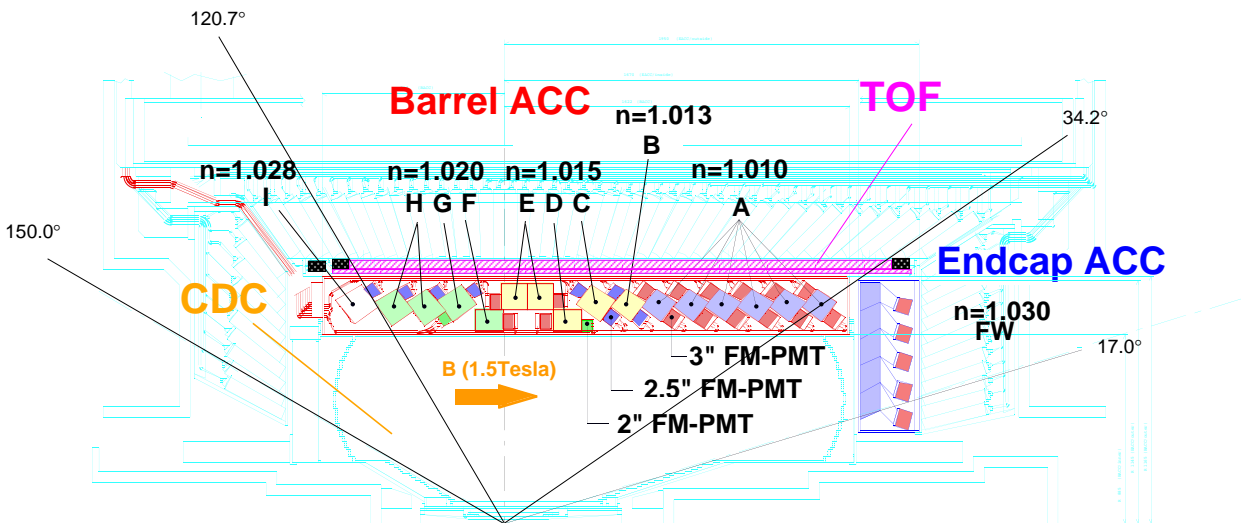 120.7°
Barrel ACC
TOF
n=1.013
34.2°
B
n=1.028
n=1.020
n=1.015
n=1.010
I
H G F
E D C
A
150.0°
CDC
Endcap ACC
n=1.030
FW
17.0°
3" FM-PMT
B (1.5Tesla)
2.5" FM-PMT
2" FM-PMT